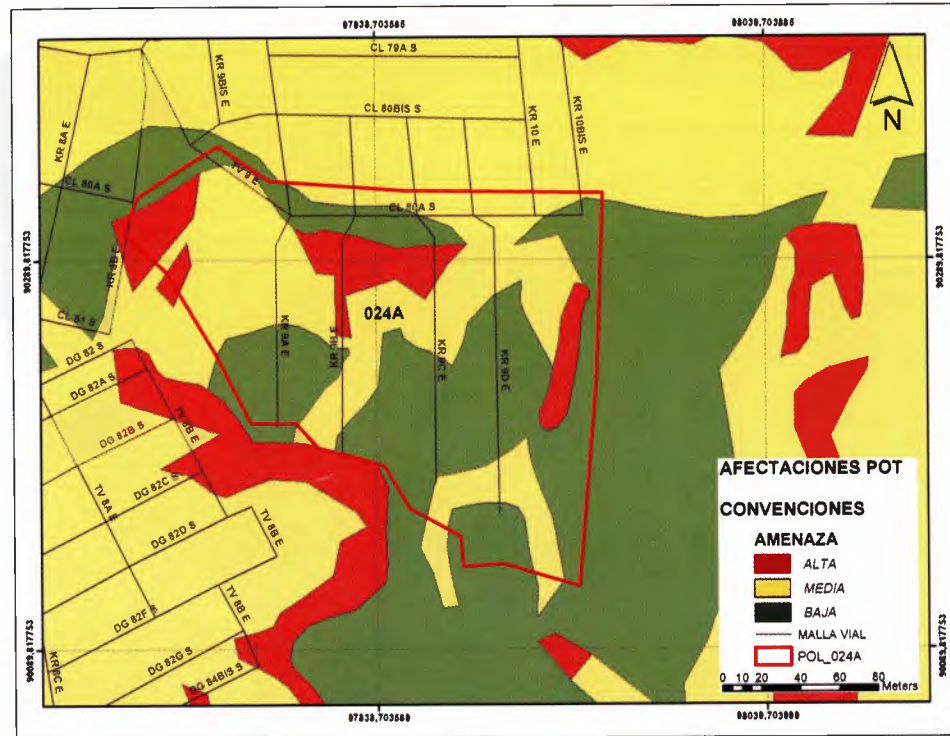 97838,703585
98038,703585
CL 79A S
KR 9BIS E
KR 8A E
CL 80BIS S
KR 10 E
KR 10BIS E
N
TV 9 E
CL 80A S
CL 80A S
90289,817753
90289,817753
KR 8B E
024A
CL 81 S
KR 9A E
KR 9B E
KR 9C E
KR 9D E
DG 82 S
DG 82A S
TV 8B E
DG 82B S
DG 82C S
TV 8A E
DG 82D S
TV 8B E
DG 82F S
TV 8B E
DG 82G S
DG 84BIS S
KR 8C E
AFECTACIONES POT
CONVENCIONES
AMENAZA
ALTA
MEDIA
BAJA
MALLA VIAL
POL_024A
0 10 20 40 60 80
Meters
90089,817753
90089,817753